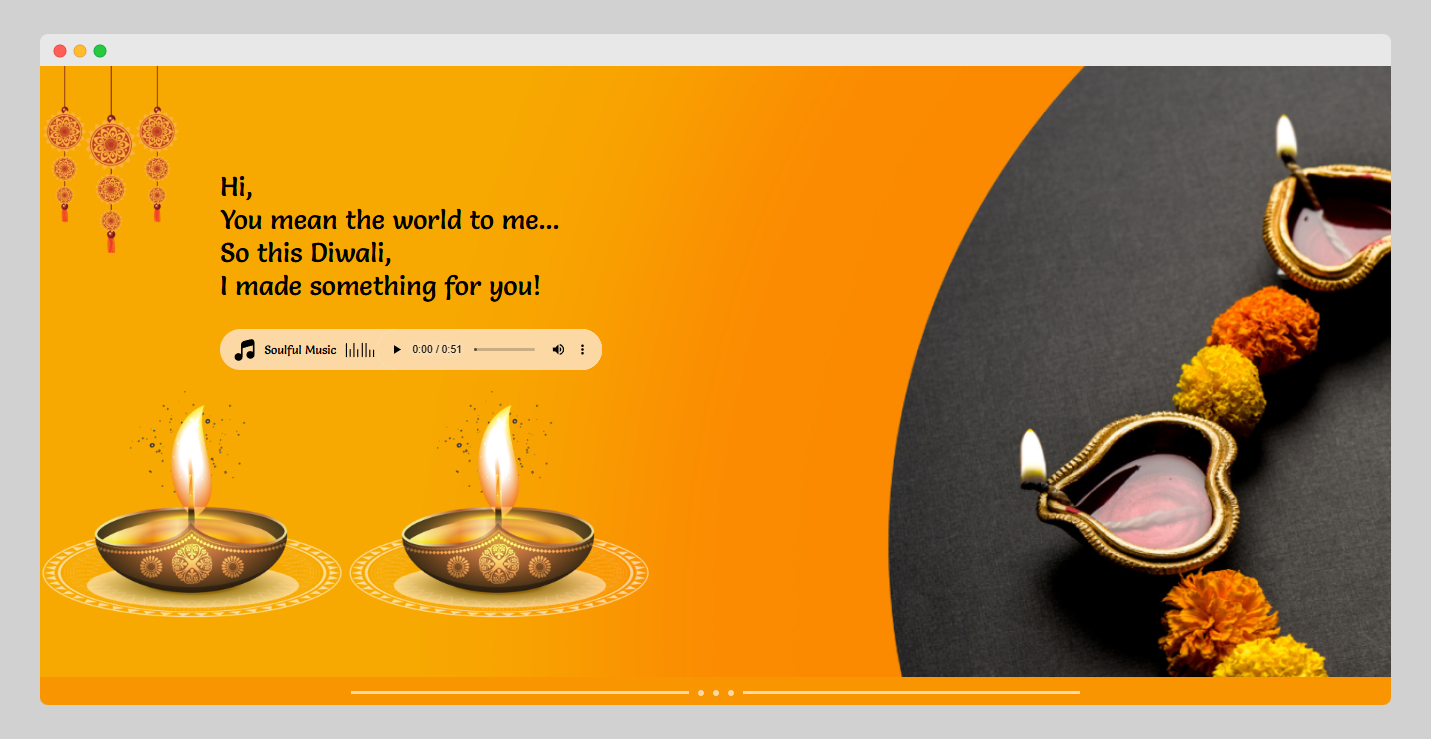 Hi,
You mean the world to me...
So this Diwali,
I made something for you!
Soulful Music 0:00 / 0:51